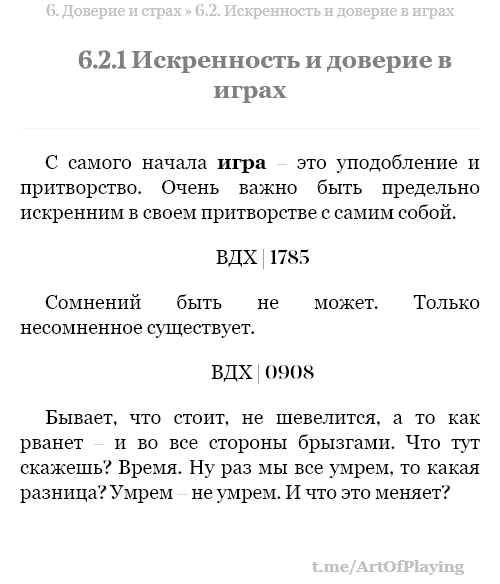 6. Доверие и страх » 6.2. Искренность и доверие в играх
6.2.1 Искренность и доверие в
играх
С самого начала игра – это уподобление и
притворство. Очень важно быть предельно
искренним в своем притворстве с самим собой.
ВДХ | 1785
Сомнений быть не может. Только
несомненное существует.
ВДХ | 0908
Бывает, что стоит, не шевелится, а то как
рванет – и во все стороны брызгами. Что тут
скажешь? Время. Ну раз мы все умрем, то какая
разница? Умрем – не умрем. И что это меняет?
t.me/ArtOfPlaying